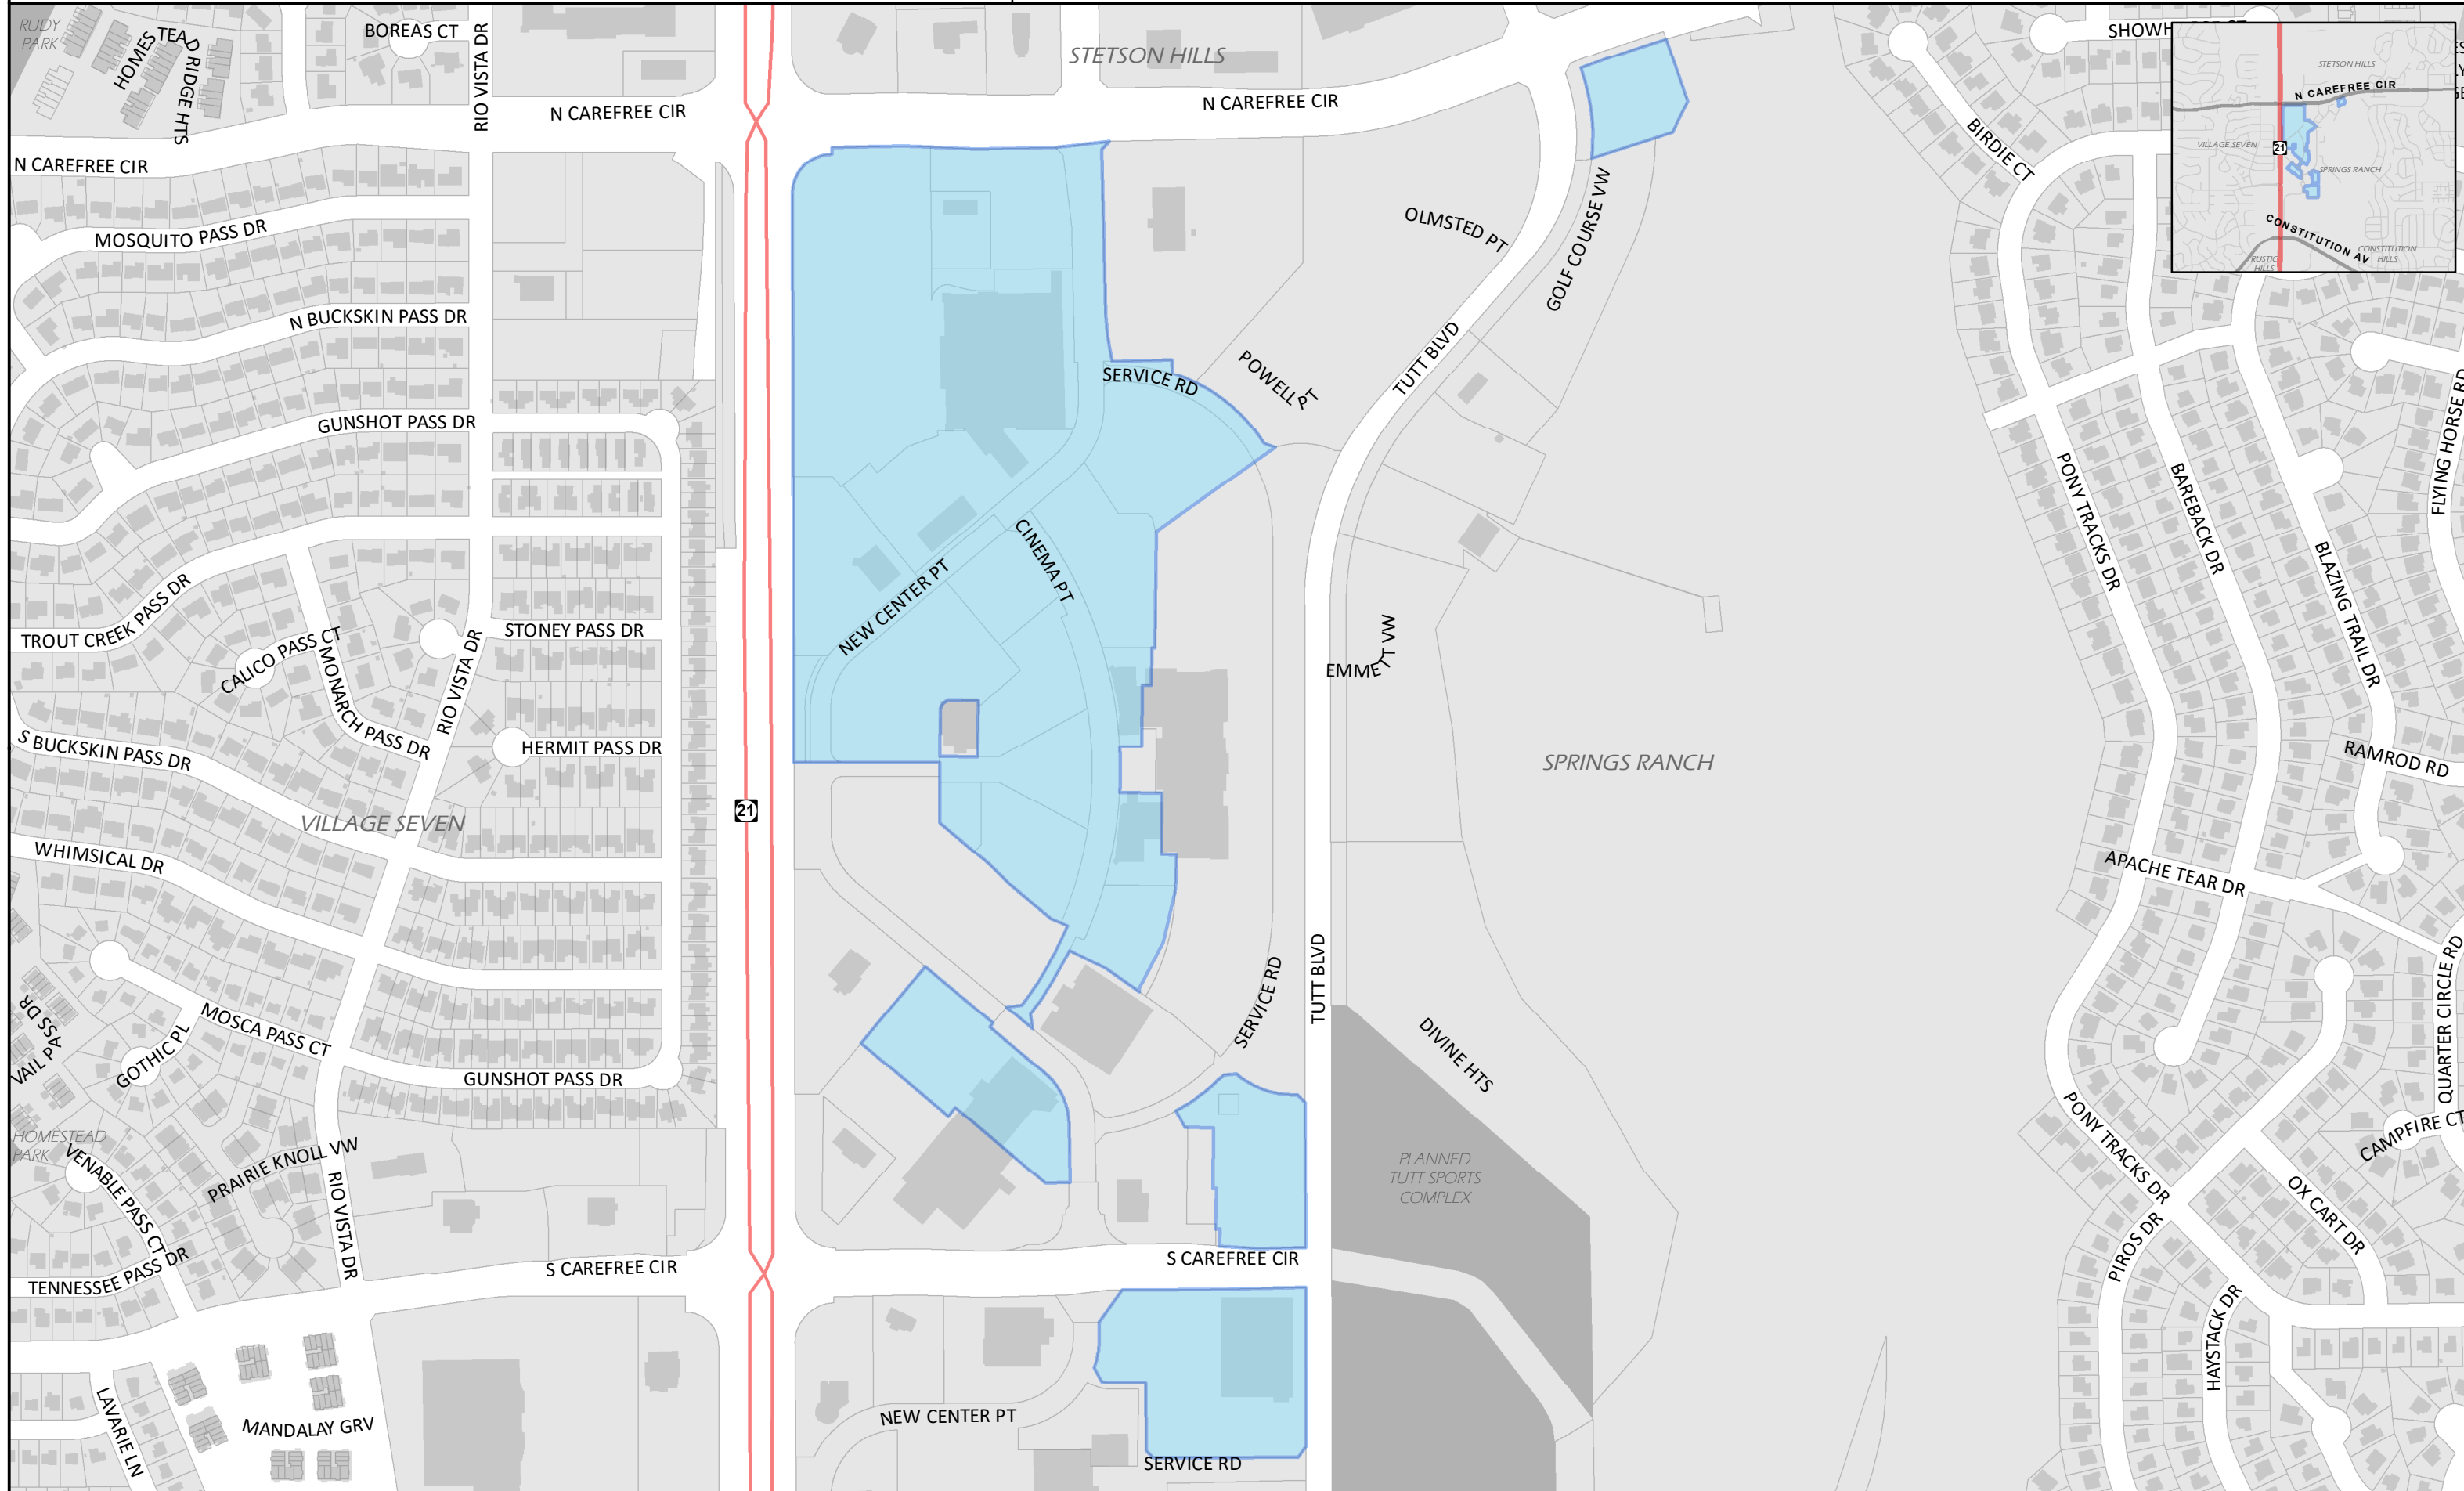 RUDY
PARK
HOMESTEAD RIDGE HTS
BOREAS CT
RIO VISTA DR
STETSON HILLS
N CAREFREE CIR
N CAREFREE CIR
N CAREFREE CIR
MOSQUITO PASS DR
N BUCKSKIN PASS DR
GUNSHOT PASS DR
TROUT CREEK PASS DR
CALICO PASS CT
MONARCH PASS DR
RIO VISTA DR
STONEY PASS DR
HERMIT PASS DR
S BUCKSKIN PASS DR
VILLAGE SEVEN
WHIMSICAL DR
VAIL PASS DR
GOTHIC PL
MOSCA PASS CT
GUNSHOT PASS DR
HOMESTEAD
PARK
VENABLE PASS CT
PRAIRIE KNOLL VW
RIO VISTA DR
TENNESSEE PASS DR
S CAREFREE CIR
LAVARIE LN
MANDALAY GRV
21
SERVICE RD
POWELL PT
OLMSTED PT
GOLF COURSE VW
TUTT BLVD
CINEMA PT
NEW CENTER PT
EMMETT VW
SPRINGS RANCH
SERVICE RD
TUTT BLVD
DIVINE HTS
PLANNED
TUTT SPORTS
COMPLEX
S CAREFREE CIR
NEW CENTER PT
SERVICE RD
BIRDIE CT
PONY TRACKS DR
BAREBACK DR
BLAZING TRAIL DR
FLYING HORSE RD
RAMROD RD
APACHE TEAR DR
QUARTER CIRCLE RD
CAMPFIRE CT
PONY TRACKS DR
OX CART DR
PIROS DR
HAYSTACK DR
STETSON HILLS
N CAREFREE CIR
VILLAGE SEVEN
21
SPRINGS RANCH
CONSTITUTION AV
CONSTITUTION
HILLS
RUSTIC
HILLS